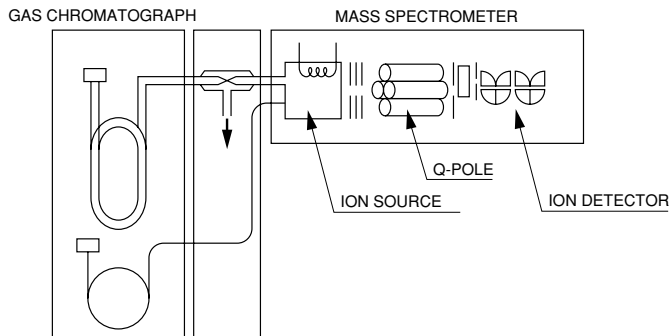 GAS CHROMATOGRAPH
MASS SPECTROMETER
Q-POLE
ION SOURCE
ION DETECTOR